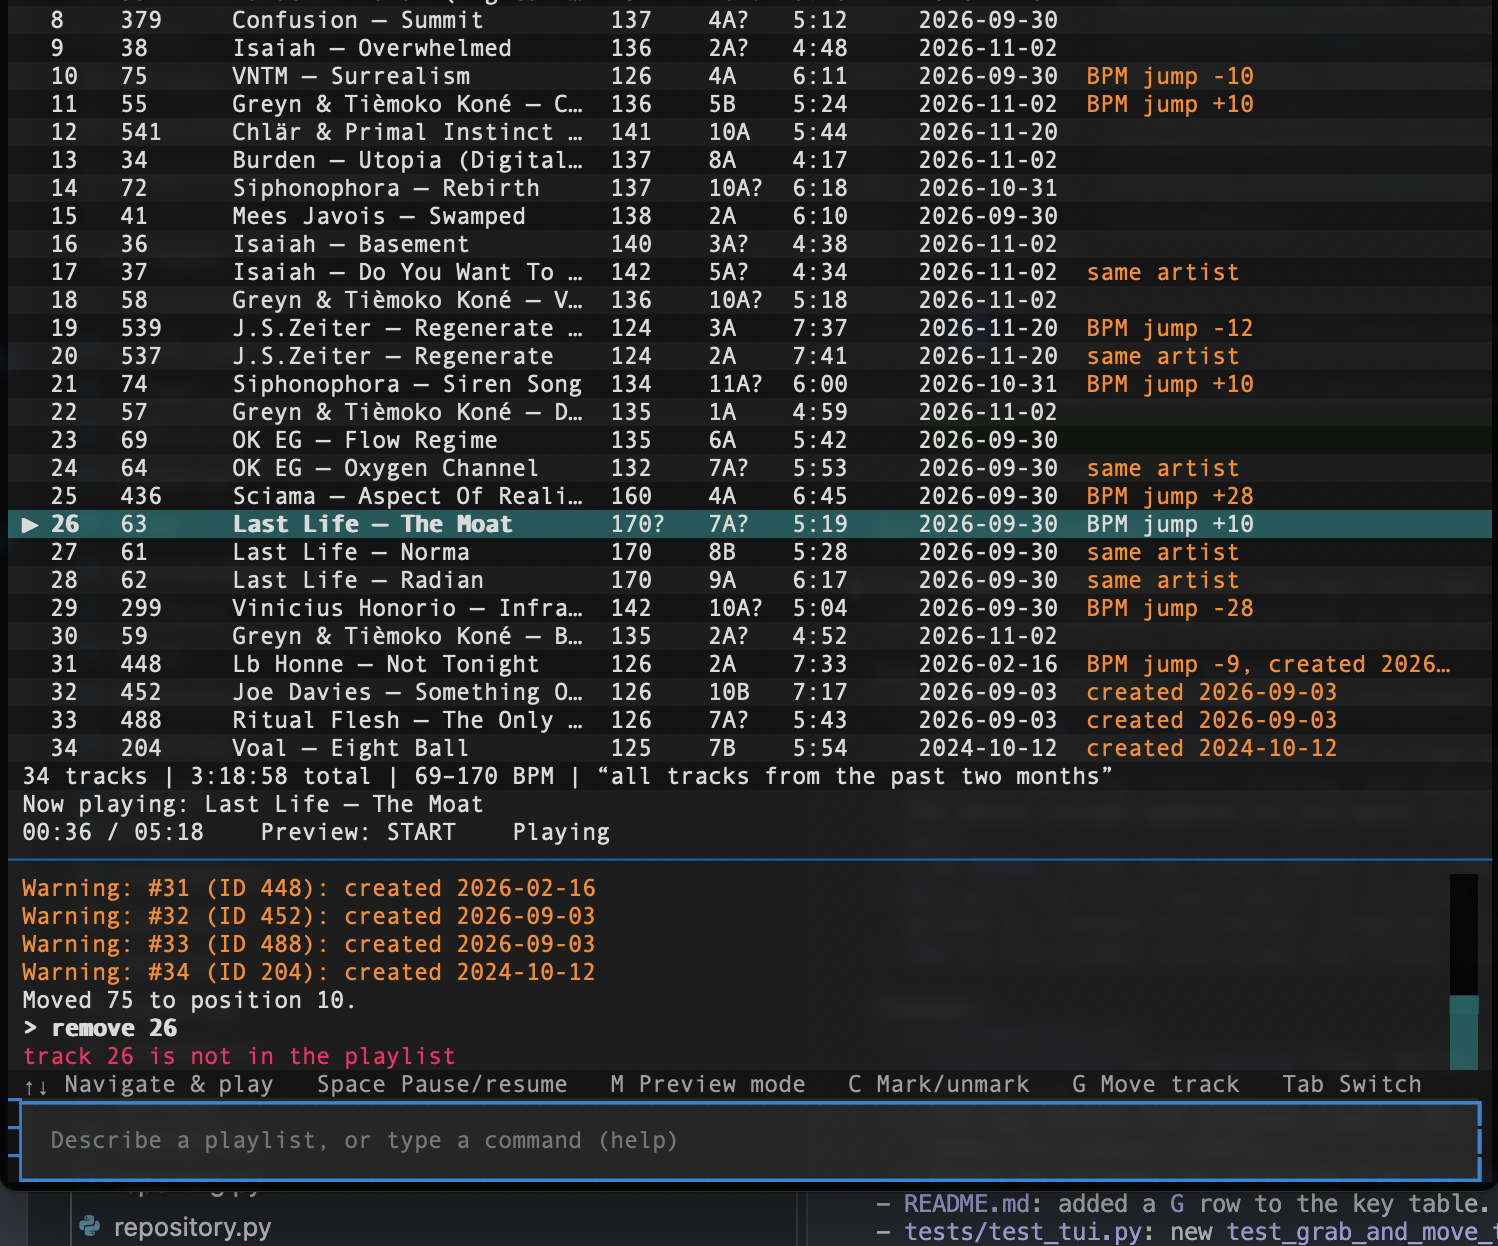 8 379 Confusion — Summit 137 4A? 5:12 2026-09-30
9 38 Isaiah — Overwhelmed 136 2A? 4:48 2026-11-02
10 75 VNTM — Surrealism 126 4A 6:11 2026-09-30 BPM jump -10
11 55 Greyn & Tièmoko Koné — C… 136 5B 5:24 2026-11-02 BPM jump +10
12 541 Chlär & Primal Instinct … 141 10A 5:44 2026-11-20
13 34 Burden — Utopia (Digital… 137 8A 4:17 2026-11-02
14 72 Siphonophora — Rebirth 137 10A? 6:18 2026-10-31
15 41 Mees Javois — Swamped 138 2A 6:10 2026-09-30
16 36 Isaiah — Basement 140 3A? 4:38 2026-11-02
17 37 Isaiah — Do You Want To … 142 5A? 4:34 2026-11-02 same artist
18 58 Greyn & Tièmoko Koné — V… 136 10A? 5:18 2026-11-02
19 539 J.S.Zeiter — Regenerate … 124 3A 7:37 2026-11-20 BPM jump -12
20 537 J.S.Zeiter — Regenerate 124 2A 7:41 2026-11-20 same artist
21 74 Siphonophora — Siren Song 134 11A? 6:00 2026-10-31 BPM jump +10
22 57 Greyn & Tièmoko Koné — D… 135 1A 4:59 2026-11-02
23 69 OK EG — Flow Regime 135 6A 5:42 2026-09-30
24 64 OK EG — Oxygen Channel 132 7A? 5:53 2026-09-30 same artist
25 436 Sciama — Aspect Of Reali… 160 4A 6:45 2026-09-30 BPM jump +28
▶ 26 63 Last Life — The Moat 170? 7A? 5:19 2026-09-30 BPM jump +10
27 61 Last Life — Norma 170 8B 5:28 2026-09-30 same artist
28 62 Last Life — Radian 170 9A 6:17 2026-09-30 same artist
29 299 Vinicius Honorio — Infra… 142 10A? 5:04 2026-09-30 BPM jump -28
30 59 Greyn & Tièmoko Koné — B… 135 2A? 4:52 2026-11-02
31 448 Lb Honne — Not Tonight 126 2A 7:33 2026-02-16 BPM jump -9, created 2026…
32 452 Joe Davies — Something O… 126 10B 7:17 2026-09-03 created 2026-09-03
33 488 Ritual Flesh — The Only … 126 7A? 5:43 2026-09-03 created 2026-09-03
34 204 Voal — Eight Ball 125 7B 5:54 2024-10-12 created 2024-10-12
34 tracks | 3:18:58 total | 69–170 BPM | “all tracks from the past two months”
Now playing: Last Life — The Moat
00:36 / 05:18 Preview: START Playing
Warning: #31 (ID 448): created 2026-02-16
Warning: #32 (ID 452): created 2026-09-03
Warning: #33 (ID 488): created 2026-09-03
Warning: #34 (ID 204): created 2024-10-12
Moved 75 to position 10.
> remove 26
track 26 is not in the playlist
↑↓ Navigate & play Space Pause/resume M Preview mode C Mark/unmark G Move track Tab Switch
Describe a playlist, or type a command (help)
repository.py
– README.md: added a G row to the key table.
– tests/test_tui.py: new test_grab_and_move_